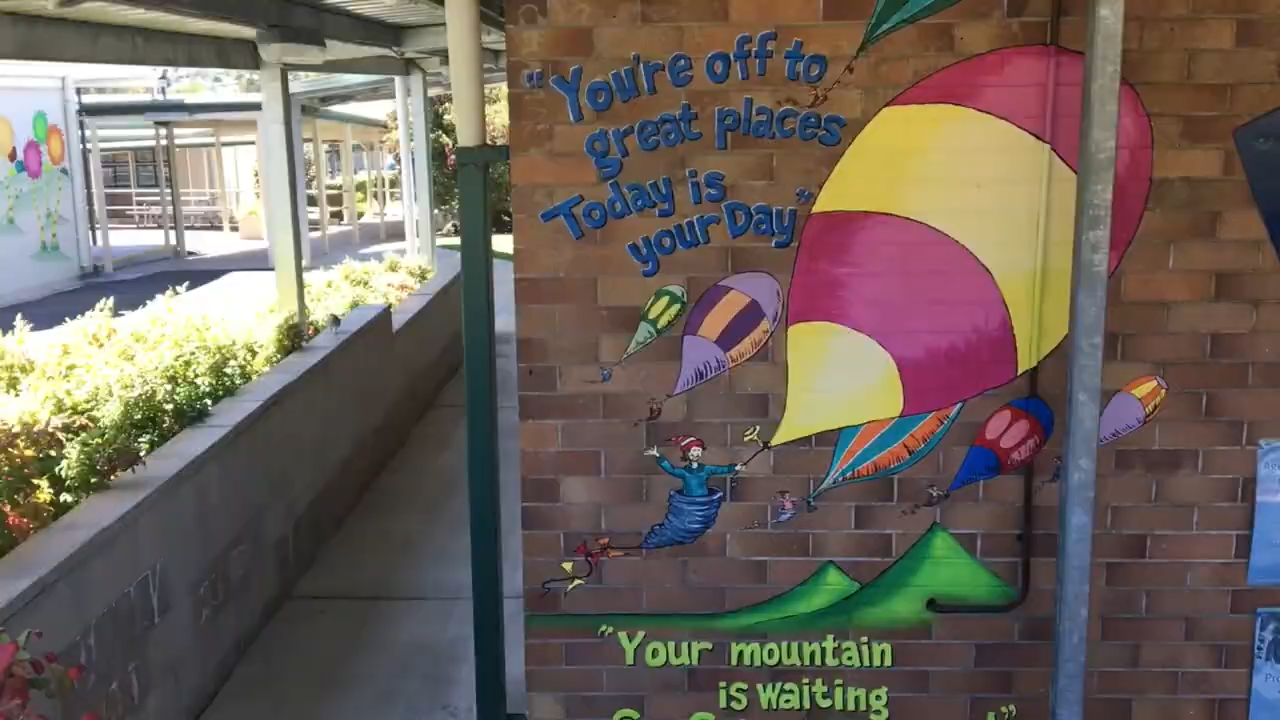 "You're off to
great places
Today is
your Day"
"Your mountain
is waiting